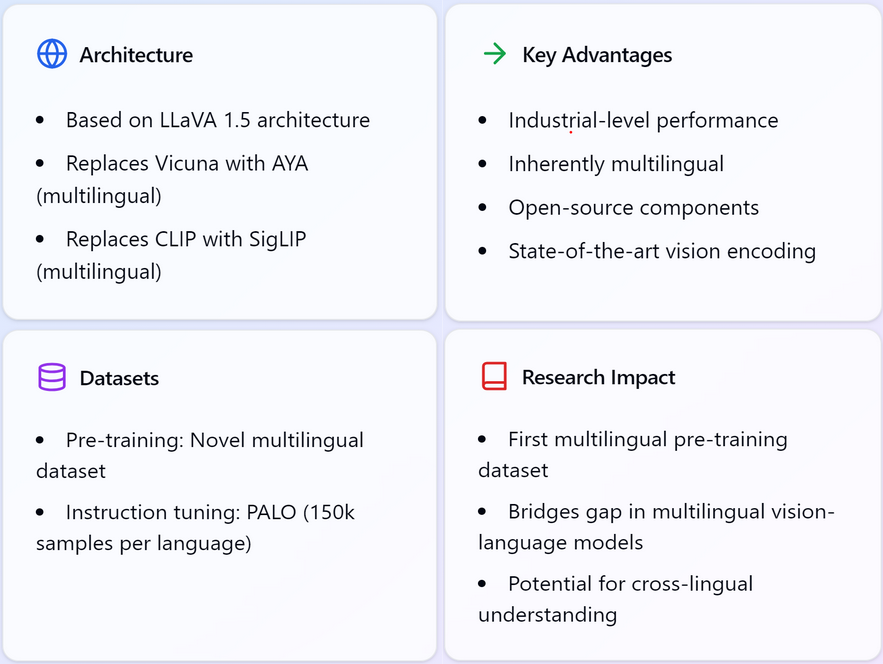 Architecture
• Based on LLaVA 1.5 architecture
• Replaces Vicuna with AYA
(multilingual)
• Replaces CLIP with SigLIP
(multilingual)
Key Advantages
• Industrial-level performance
• Inherently multilingual
• Open-source components
• State-of-the-art vision encoding
Datasets
• Pre-training: Novel multilingual
dataset
• Instruction tuning: PALO (150k
samples per language)
Research Impact
• First multilingual pre-training
dataset
• Bridges gap in multilingual vision-
language models
• Potential for cross-lingual
understanding